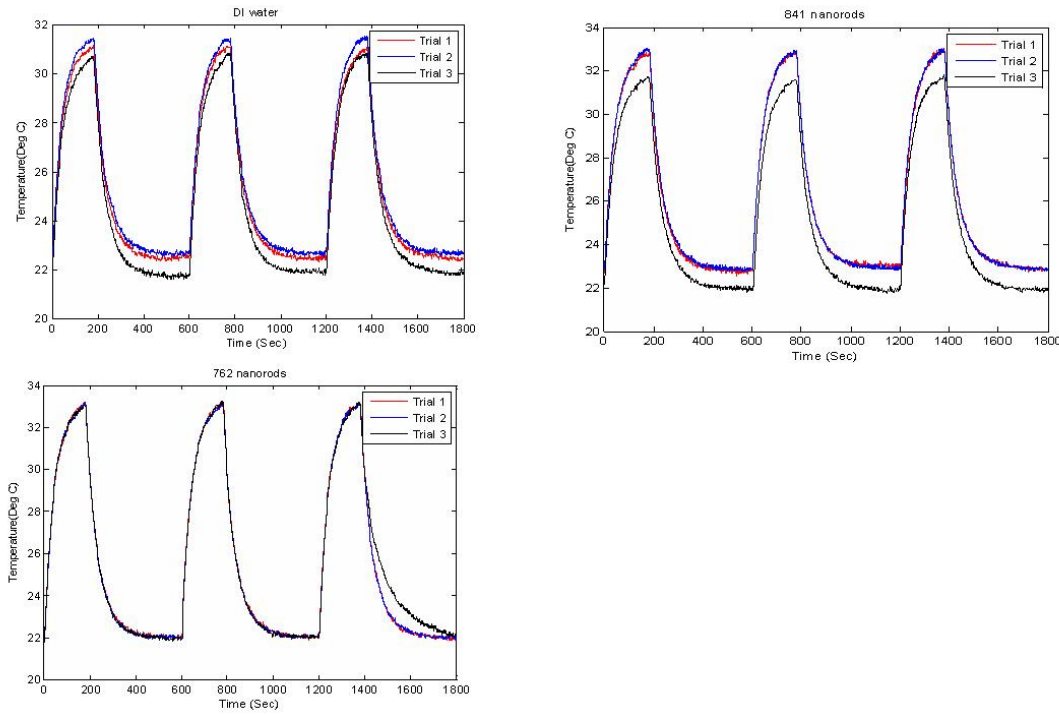 DI water
32
30
28
26
24
22
20
Temperature(Deg C)
0 200 400 600 800 1000 1200 1400 1600 1800
Time (Sec)
Trial 1
Trial 2
Trial 3
841 nanorods
34
32
30
28
26
24
22
20
Temperature(Deg C)
0 200 400 600 800 1000 1200 1400 1600 1800
Time (Sec)
Trial 1
Trial 2
Trial 3
762 nanorods
34
32
30
28
26
24
22
20
Temperature(Deg C)
0 200 400 600 800 1000 1200 1400 1600 1800
Time (Sec)
Trial 1
Trial 2
Trial 3